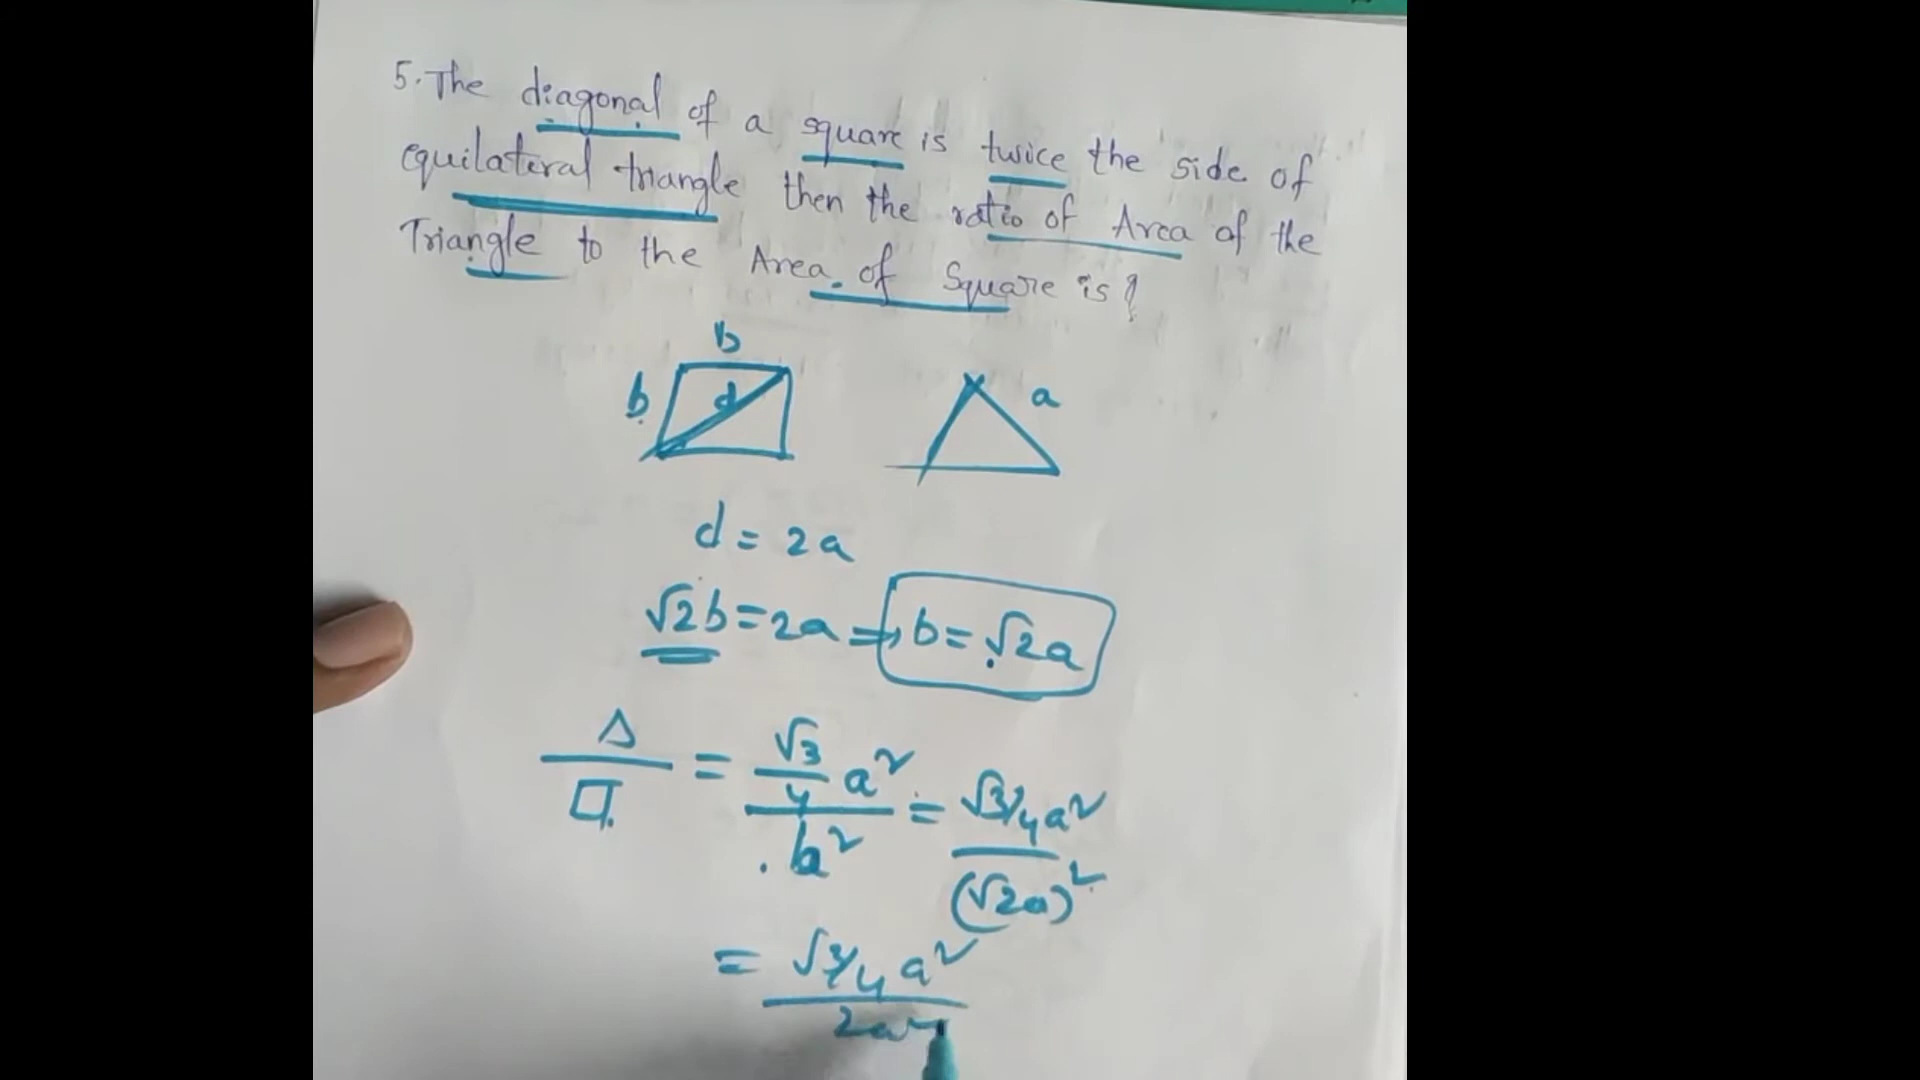 5. The diagonal of a square is twice the side of
equilateral triangle then the ratio of Area of the
Triangle to the Area of Square is?
b
b d a
d = 2a
√2b = 2a ⇒ b = √2a
Δ/□ = (√3/4 a²)/b² = (√3/4 a²)/(√2a)²
= (√3/4 a²)/2a²